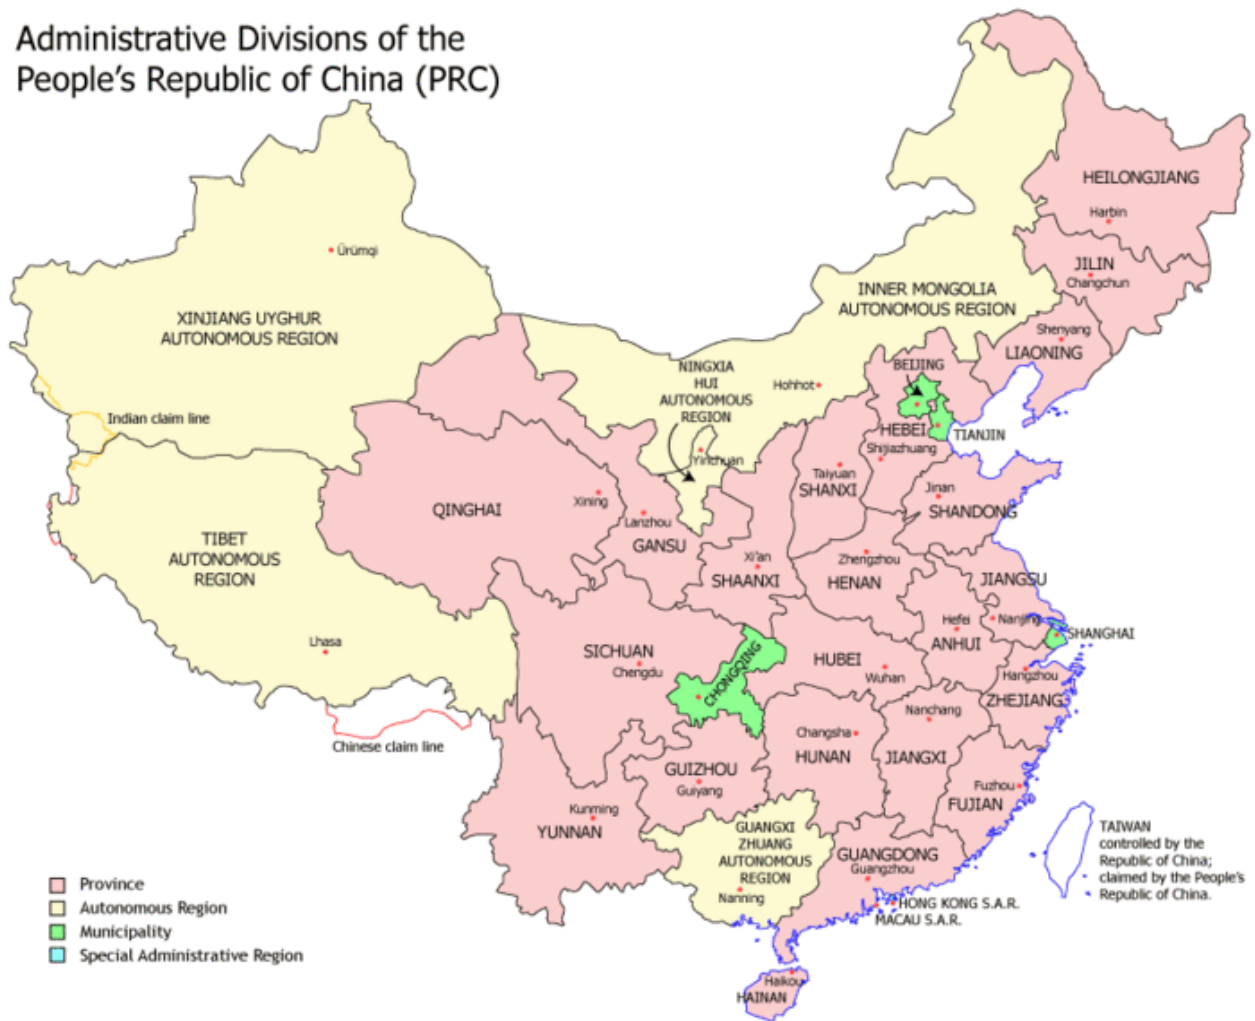 Administrative Divisions of the
People's Republic of China (PRC)
HEILONGJIANG
Harbin
JILIN
Changchun
Ürümqi
INNER MONGOLIA
AUTONOMOUS REGION
XINJIANG UYGHUR
AUTONOMOUS REGION
Shenyang
LIAONING
NINGXIA
HUI
AUTONOMOUS
REGION
BEIJING
Hohhot
Indian claim line
HEBEI
TIANJIN
Shijiazhuang
Yinchuan
Taiyuan
SHANXI
Jinan
SHANDONG
Xining
QINGHAI
Lanzhou
GANSU
TIBET
AUTONOMOUS
REGION
Xi'an
SHAANXI
Zhengzhou
HENAN
JIANGSU
Hefei
Nanjing
ANHUI
SHANGHAI
Lhasa
SICHUAN
Chengdu
CHONGQING
HUBEI
Wuhan
Hangzhou
ZHEJIANG
Nanchang
Changsha
HUNAN
JIANGXI
Chinese claim line
GUIZHOU
Guiyang
Fuzhou
FUJIAN
Kunming
YUNNAN
GUANGXI
ZHUANG
AUTONOMOUS
REGION
Nanning
GUANGDONG
Guangzhou
TAIWAN
controlled by the
Republic of China;
claimed by the People's
Republic of China.
HONG KONG S.A.R.
MACAU S.A.R.
Haikou
HAINAN
Province
Autonomous Region
Municipality
Special Administrative Region